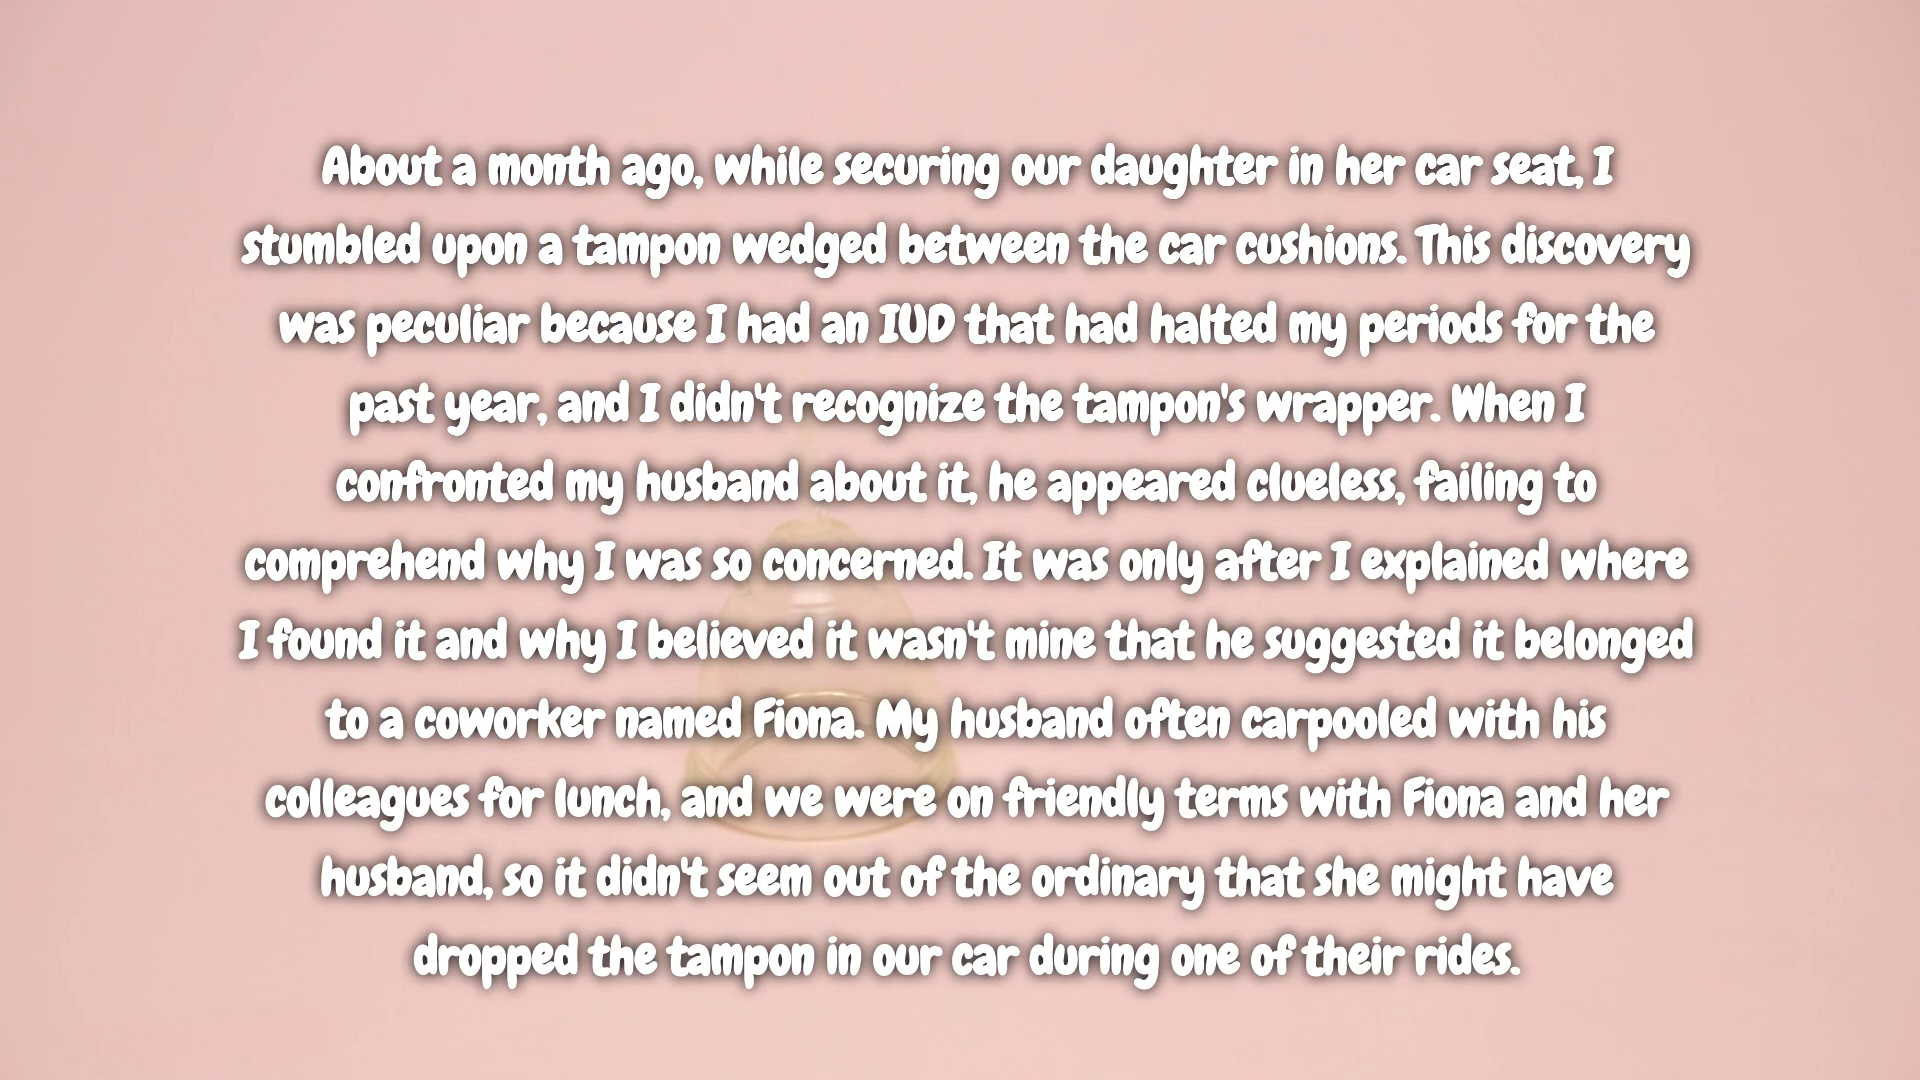 About a month ago, while securing our daughter in her car seat, I
stumbled upon a tampon wedged between the car cushions. This discovery
was peculiar because I had an IUD that had halted my periods for the
past year, and I didn't recognize the tampon's wrapper. When I
confronted my husband about it, he appeared clueless, failing to
comprehend why I was so concerned. It was only after I explained where
I found it and why I believed it wasn't mine that he suggested it belonged
to a coworker named Fiona. My husband often carpooled with his
colleagues for lunch, and we were on friendly terms with Fiona and her
husband, so it didn't seem out of the ordinary that she might have
dropped the tampon in our car during one of their rides.